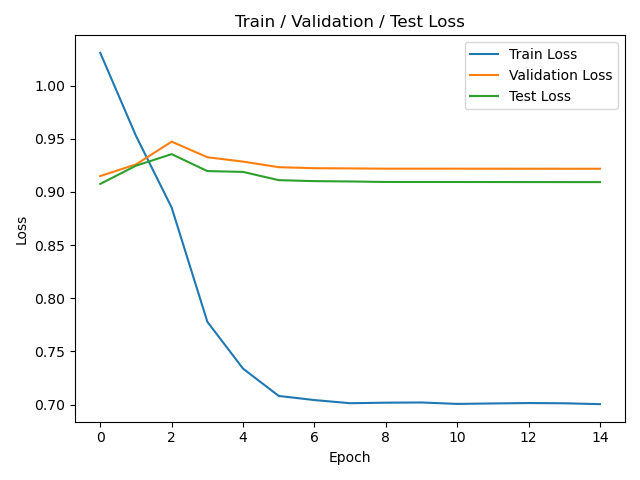 Train / Validation / Test Loss
Train Loss
Validation Loss
Test Loss
1.00
0.95
0.90
0.85
0.80
0.75
0.70
Loss
0 2 4 6 8 10 12 14
Epoch